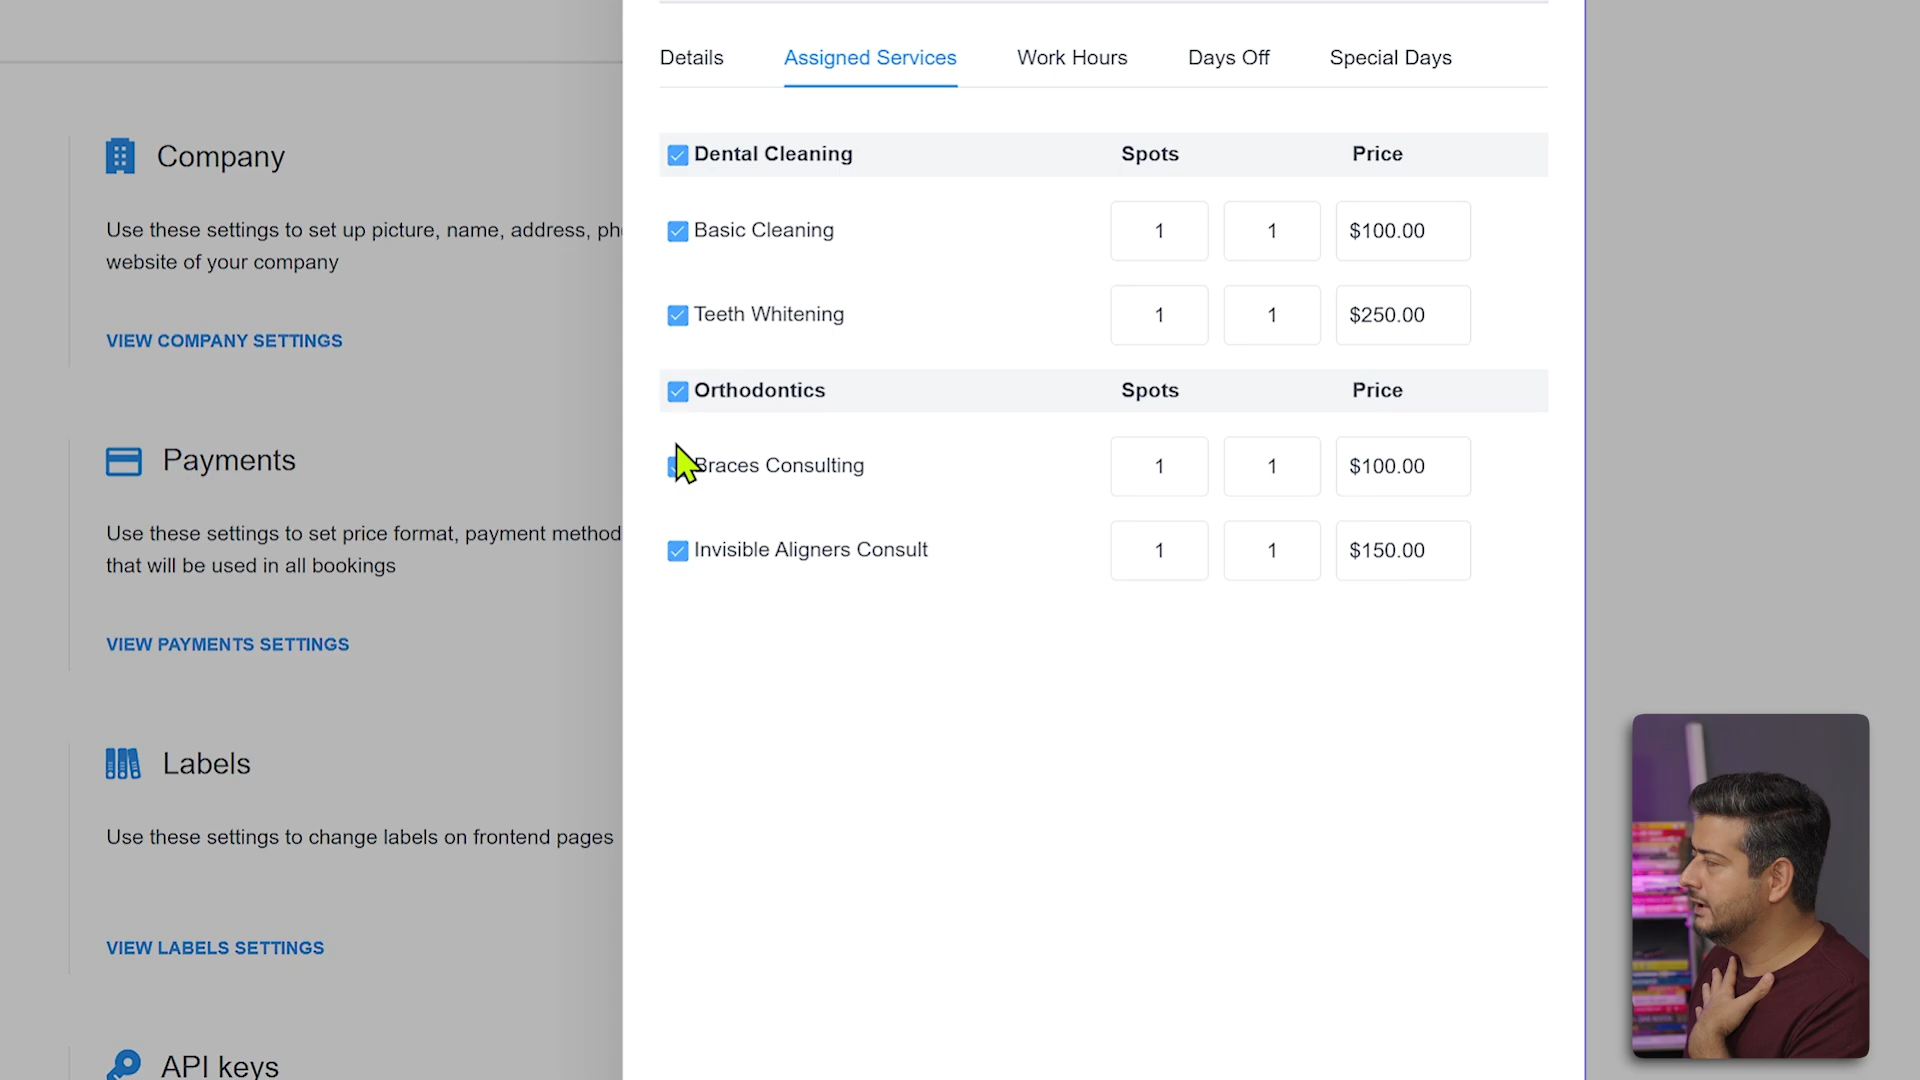 Details Assigned Services Work Hours Days Off Special Days
Dental Cleaning Spots Price
Basic Cleaning 1 1 $100.00
Teeth Whitening 1 1 $250.00
Orthodontics Spots Price
Braces Consulting 1 1 $100.00
Invisible Aligners Consult 1 1 $150.00
Company
Use these settings to set up picture, name, address, ph
website of your company
VIEW COMPANY SETTINGS
Payments
Use these settings to set price format, payment method
that will be used in all bookings
VIEW PAYMENTS SETTINGS
Labels
Use these settings to change labels on frontend pages
VIEW LABELS SETTINGS
API keys